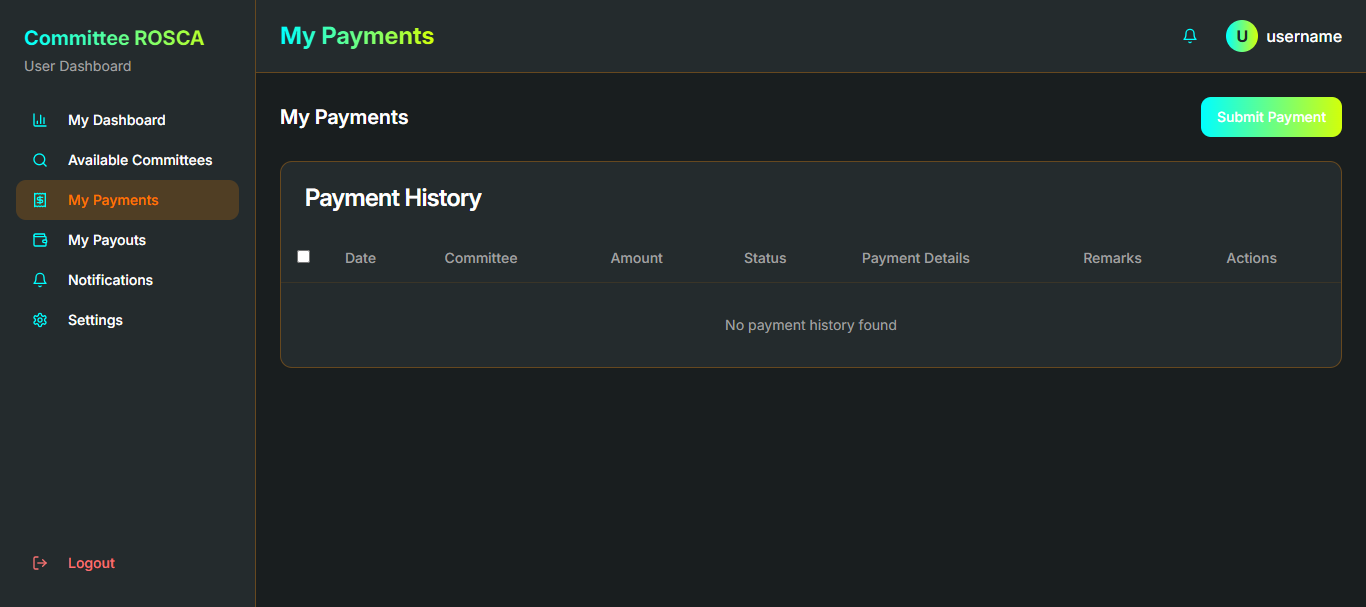 Committee ROSCA
User Dashboard
My Dashboard
Available Committees
My Payments
My Payouts
Notifications
Settings
Logout
My Payments
U username
My Payments
Submit Payment
Payment History
Date Committee Amount Status Payment Details Remarks Actions
No payment history found